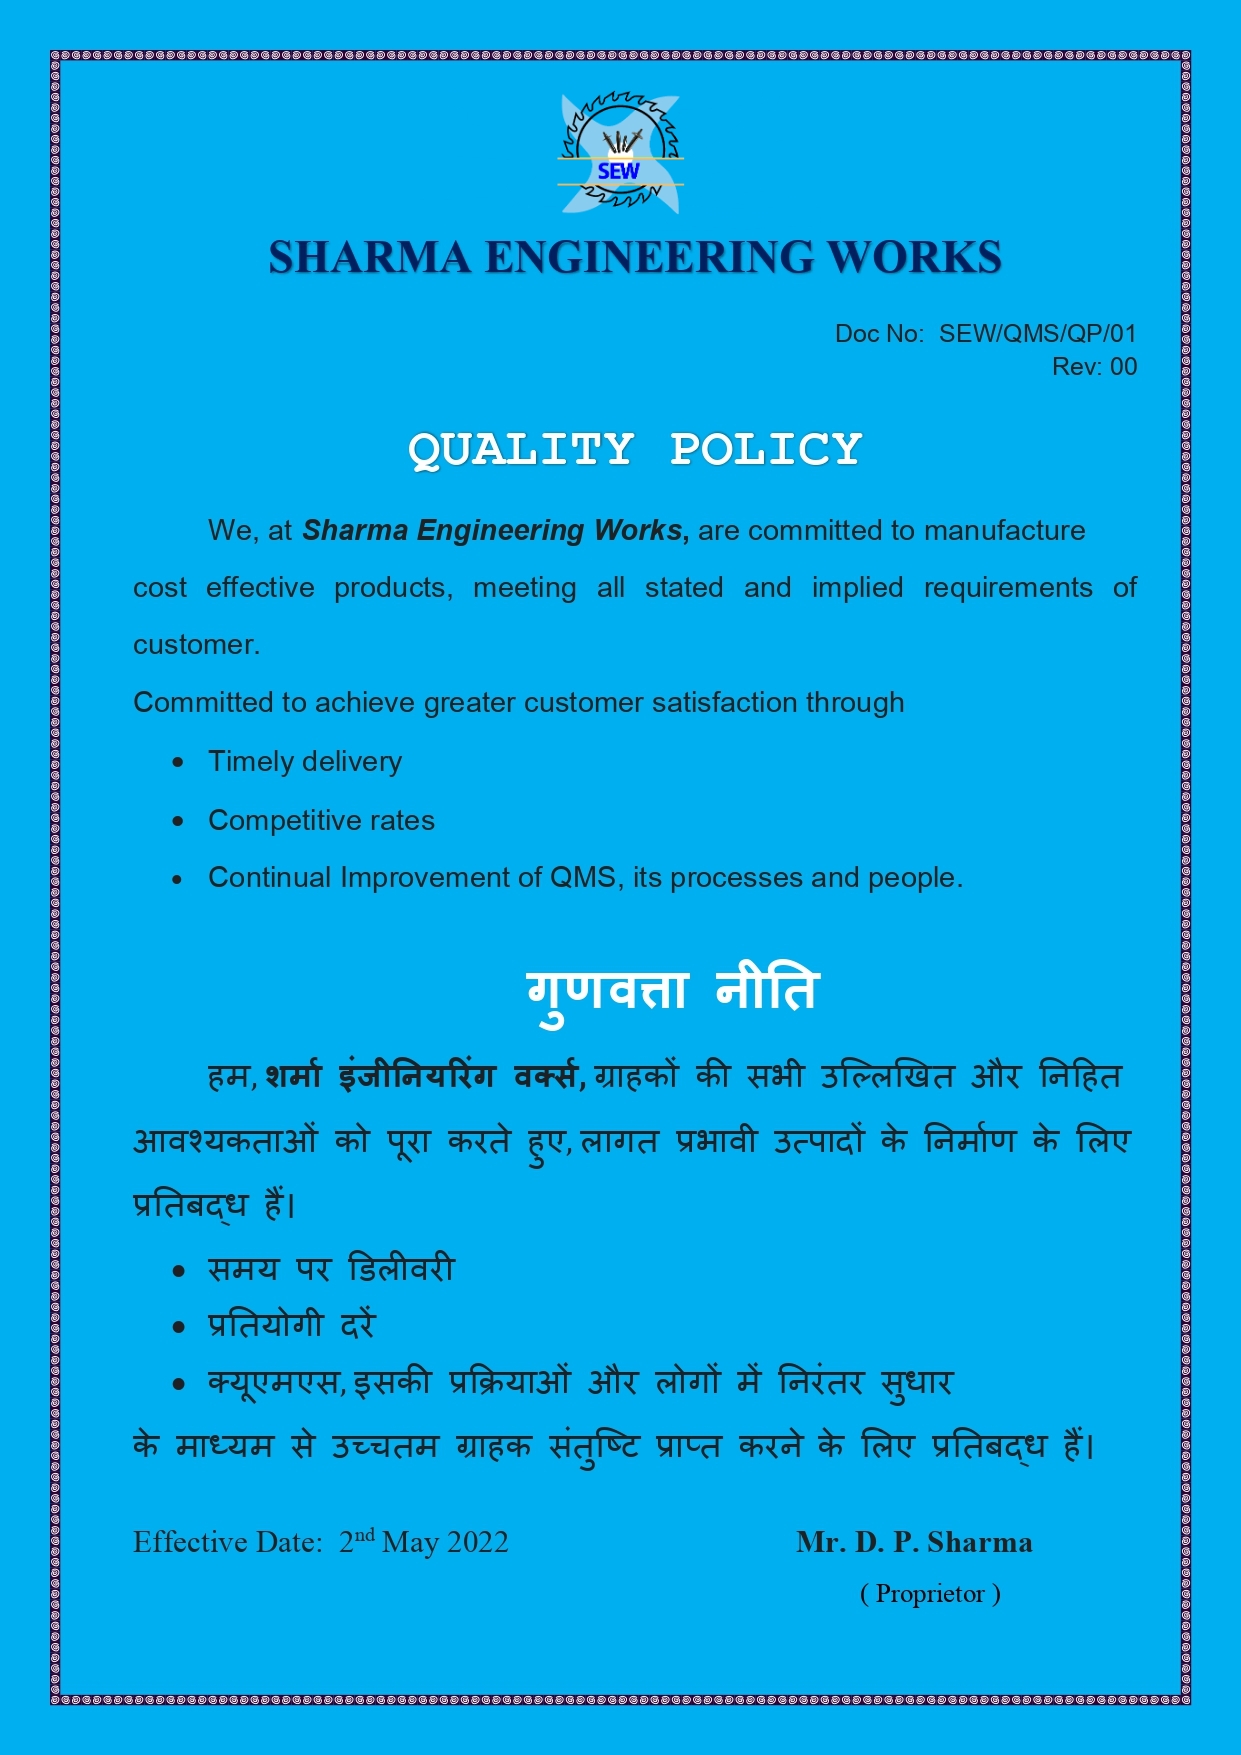 SEW
SHARMA ENGINEERING WORKS
Doc No: SEW/QMS/QP/01
Rev: 00
QUALITY POLICY
We, at Sharma Engineering Works, are committed to manufacture
cost effective products, meeting all stated and implied requirements of
customer.
Committed to achieve greater customer satisfaction through
• Timely delivery
• Competitive rates
• Continual Improvement of QMS, its processes and people.
गुणवत्ता नीति
हम, शर्मा इंजीनियरिंग वर्क्स, ग्राहकों की सभी उल्लिखित और निहित
आवश्यकताओं को पूरा करते हुए, लागत प्रभावी उत्पादों के निर्माण के लिए
प्रतिबद्ध हैं।
• समय पर डिलीवरी
• प्रतियोगी दरें
• क्यूएमएस, इसकी प्रक्रियाओं और लोगों में निरंतर सुधार
के माध्यम से उच्चतम ग्राहक संतुष्टि प्राप्त करने के लिए प्रतिबद्ध हैं।
Effective Date: 2nd May 2022 Mr. D. P. Sharma
( Proprietor )